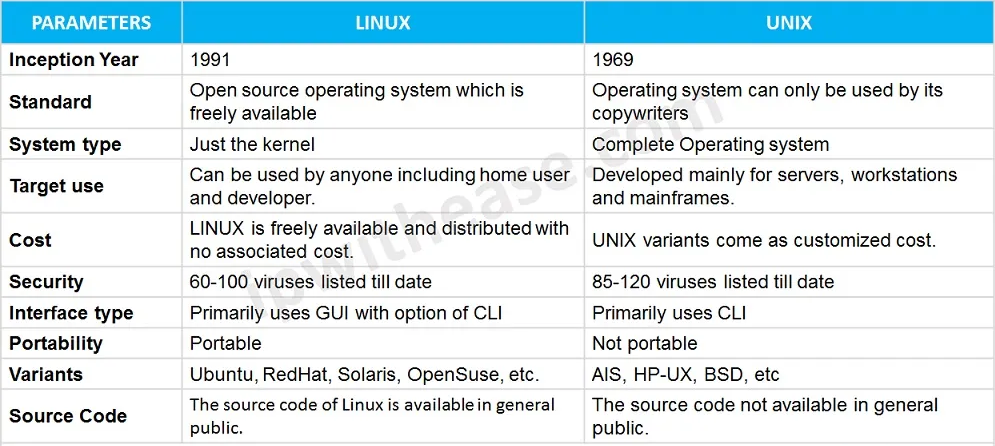 PARAMETERS LINUX UNIX
Inception Year 1991 1969
Standard Open source operating system which is freely available Operating system can only be used by its copywriters
System type Just the kernel Complete Operating system
Target use Can be used by anyone including home user and developer. Developed mainly for servers, workstations and mainframes.
Cost LINUX is freely available and distributed with no associated cost. UNIX variants come as customized cost.
Security 60-100 viruses listed till date 85-120 viruses listed till date
Interface type Primarily uses GUI with option of CLI Primarily uses CLI
Portability Portable Not portable
Variants Ubuntu, RedHat, Solaris, OpenSuse, etc. AIS, HP-UX, BSD, etc
Source Code The source code of Linux is available in general public. The source code not available in general public.
ipwithease.com